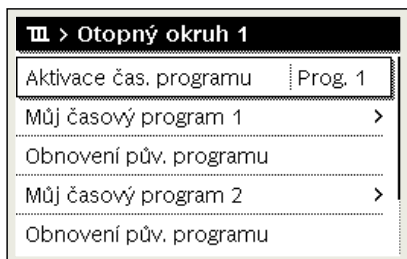 > Otopný okruh 1
Aktivace čas. programu Prog. 1
Můj časový program 1 >
Obnovení pův. programu
Můj časový program 2 >
Obnovení pův. programu